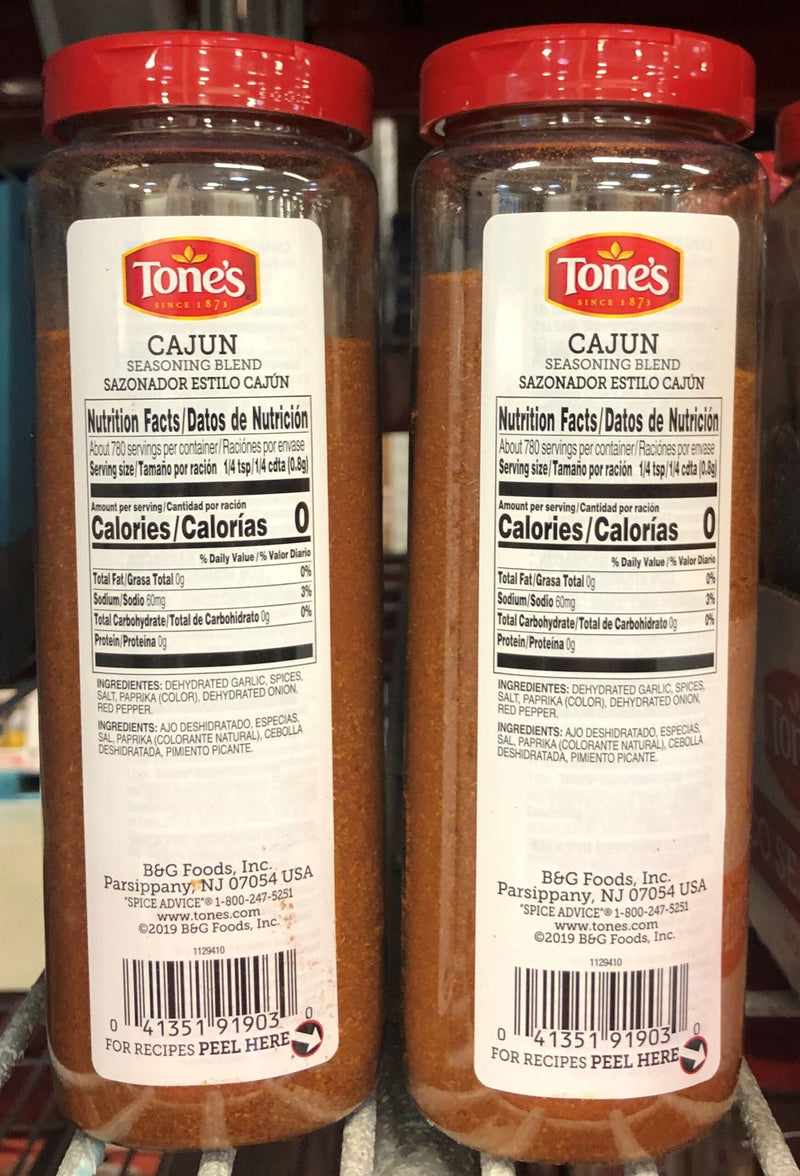 Tone's
SINCE 1873
CAJUN
SEASONING BLEND
SAZONADOR ESTILO CAJÚN
Nutrition Facts/Datos de Nutrición
About 780 servings per container/Raciónes por envase
Serving size/Tamaño por ración 1/4 tsp/1/4 cdta (0.8g)
Amount per serving/Cantidad por ración
Calories/Calorías 0
% Daily Value/% Valor Diario
Total Fat/Grasa Total 0g 0%
Sodium/Sodio 60mg 3%
Total Carbohydrate/Total de Carbohidrato 0g 0%
Protein/Proteína 0g
INGREDIENTES: DEHYDRATED GARLIC, SPICES,
SALT, PAPRIKA (COLOR), DEHYDRATED ONION,
RED PEPPER.
INGREDIENTS: AJO DESHIDRATADO, ESPECIAS,
SAL, PAPRIKA (COLORANTE NATURAL), CEBOLLA
DESHIDRATADA, PIMIENTO PICANTE.
B&G Foods, Inc.
Parsippany, NJ 07054 USA
"SPICE ADVICE"® 1-800-247-5251
www.tones.com
©2019 B&G Foods, Inc.
1129410
0 41351 91903 0
FOR RECIPES PEEL HERE
Tone's
SINCE 1873
CAJUN
SEASONING BLEND
SAZONADOR ESTILO CAJÚN
Nutrition Facts/Datos de Nutrición
About 780 servings per container/Raciónes por envase
Serving size/Tamaño por ración 1/4 tsp/1/4 cdta (0.8g)
Amount per serving/Cantidad por ración
Calories/Calorías 0
% Daily Value/% Valor Diario
Total Fat/Grasa Total 0g 0%
Sodium/Sodio 60mg 3%
Total Carbohydrate/Total de Carbohidrato 0g 0%
Protein/Proteína 0g
INGREDIENTES: DEHYDRATED GARLIC, SPICES,
SALT, PAPRIKA (COLOR), DEHYDRATED ONION,
RED PEPPER.
INGREDIENTS: AJO DESHIDRATADO, ESPECIAS,
SAL, PAPRIKA (COLORANTE NATURAL), CEBOLLA
DESHIDRATADA, PIMIENTO PICANTE.
B&G Foods, Inc.
Parsippany, NJ 07054 USA
"SPICE ADVICE"® 1-800-247-5251
www.tones.com
©2019 B&G Foods, Inc.
1129410
0 41351 91903 0
FOR RECIPES PEEL HERE